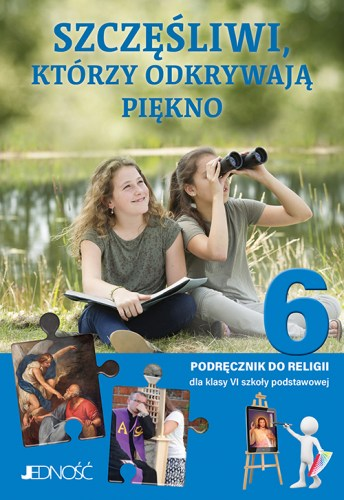 SZCZĘŚLIWI,
KTÓRZY ODKRYWAJĄ
PIĘKNO
6
PODRĘCZNIK DO RELIGII
dla klasy VI szkoły podstawowej
JEDNOŚĆ